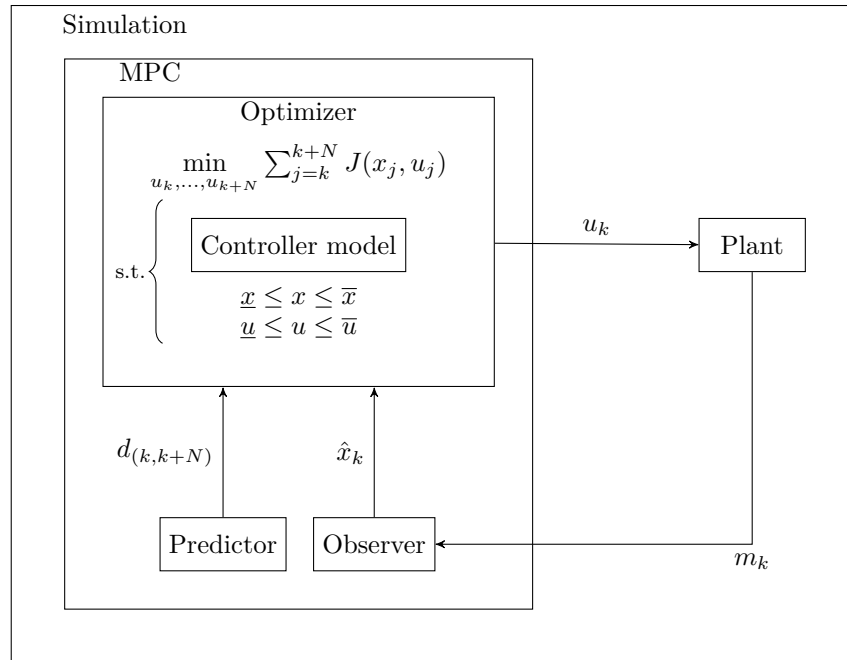 Simulation
MPC
Optimizer
min ∑_{j=k}^{k+N} J(x_j, u_j)
u_k,...,u_{k+N}
s.t.
Controller model
x̲ ≤ x ≤ x̅
u̲ ≤ u ≤ u̅
u_k
Plant
d_{(k,k+N)}
x̂_k
Predictor
Observer
m_k